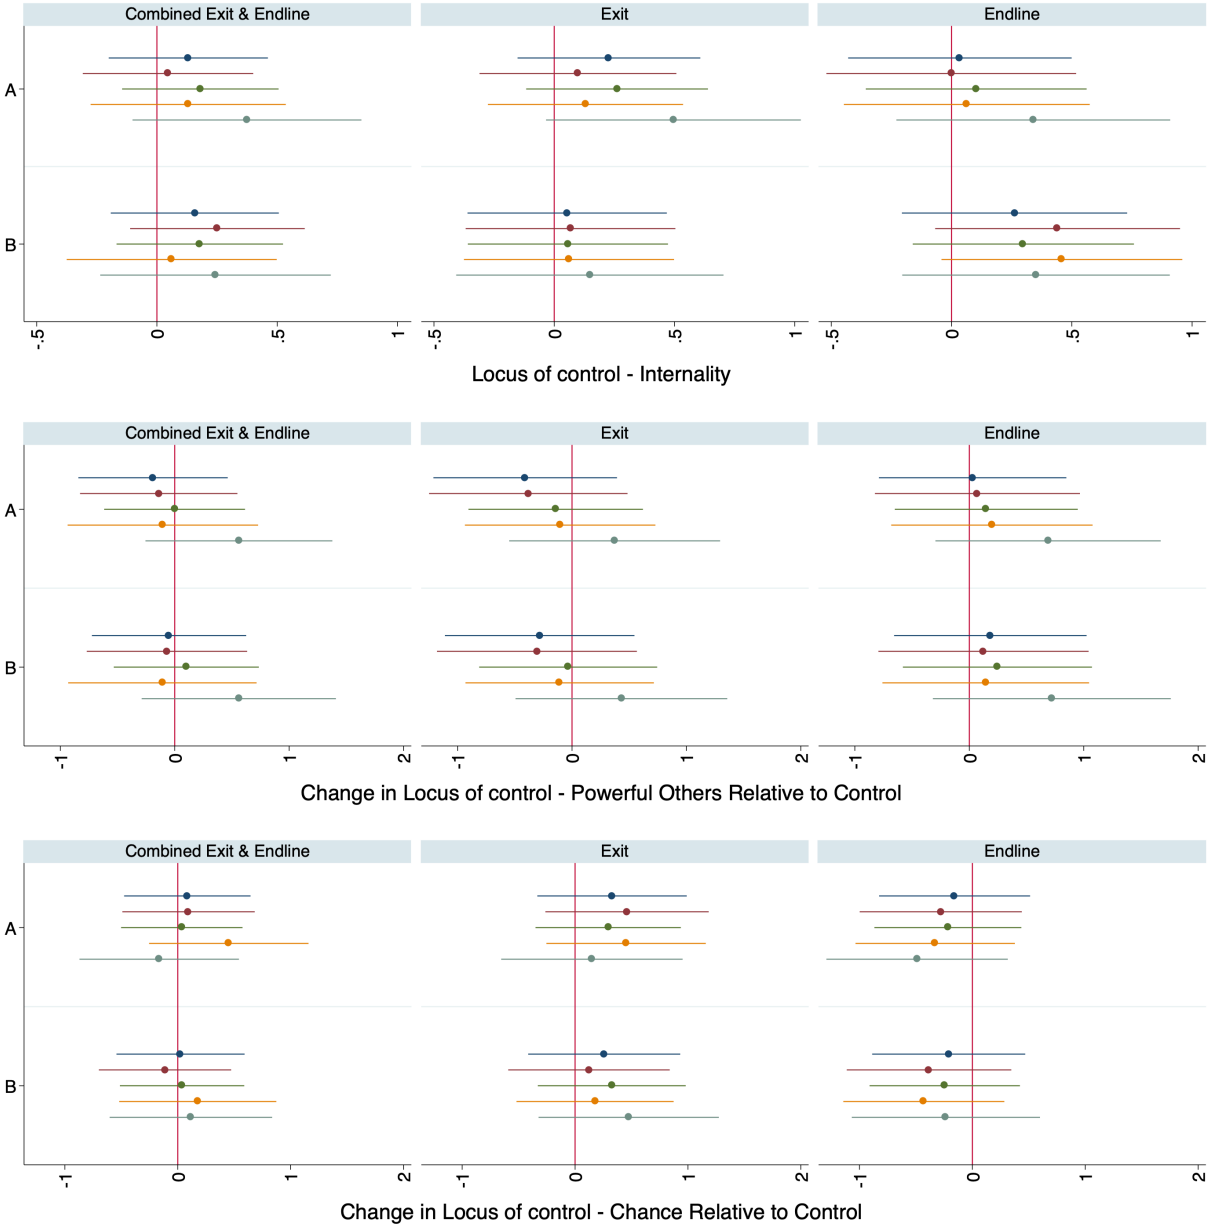 Combined Exit & Endline Exit Endline
A
B
-.5 0 .5 1 -.5 0 .5 1 -.5 0 .5 1
Locus of control - Internality
Combined Exit & Endline Exit Endline
A
B
-1 0 1 2 -1 0 1 2 -1 0 1 2
Change in Locus of control - Powerful Others Relative to Control
Combined Exit & Endline Exit Endline
A
B
-1 0 1 2 -1 0 1 2 -1 0 1 2
Change in Locus of control - Chance Relative to Control